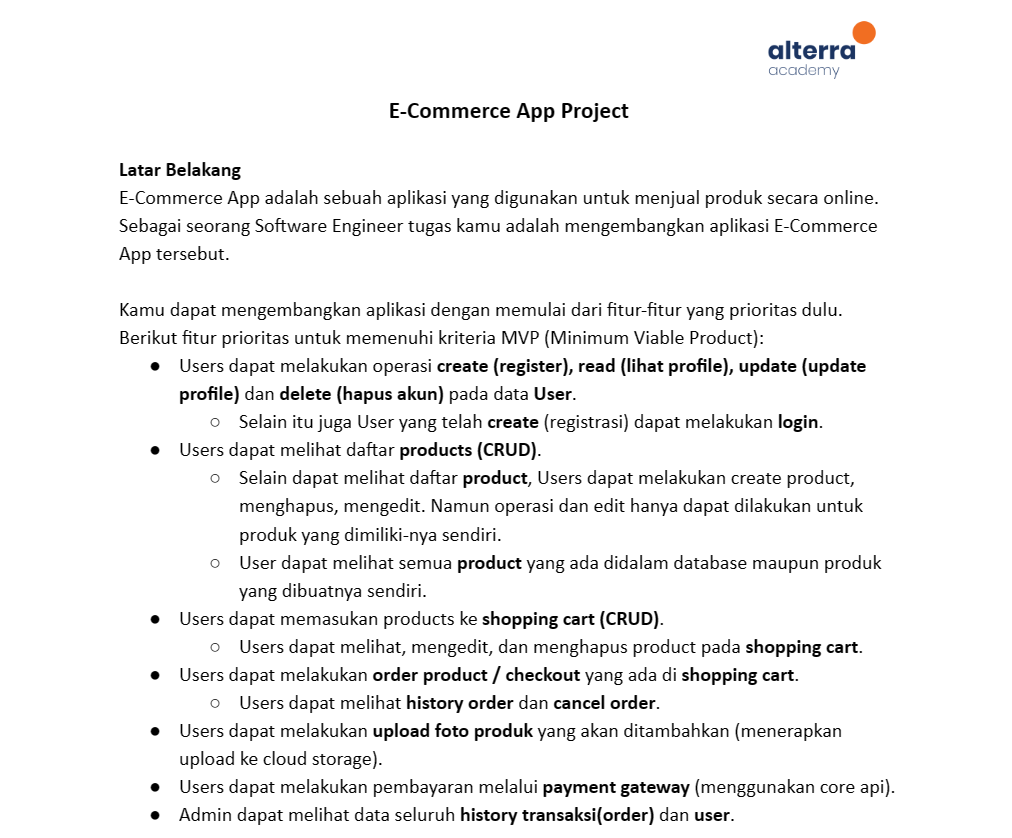 alterra
academy
E-Commerce App Project
Latar Belakang
E-Commerce App adalah sebuah aplikasi yang digunakan untuk menjual produk secara online.
Sebagai seorang Software Engineer tugas kamu adalah mengembangkan aplikasi E-Commerce
App tersebut.
Kamu dapat mengembangkan aplikasi dengan memulai dari fitur-fitur yang prioritas dulu.
Berikut fitur prioritas untuk memenuhi kriteria MVP (Minimum Viable Product):
● Users dapat melakukan operasi create (register), read (lihat profile), update (update
profile) dan delete (hapus akun) pada data User.
○ Selain itu juga User yang telah create (registrasi) dapat melakukan login.
● Users dapat melihat daftar products (CRUD).
○ Selain dapat melihat daftar product, Users dapat melakukan create product,
menghapus, mengedit. Namun operasi dan edit hanya dapat dilakukan untuk
produk yang dimiliki-nya sendiri.
○ User dapat melihat semua product yang ada didalam database maupun produk
yang dibuatnya sendiri.
● Users dapat memasukan products ke shopping cart (CRUD).
○ Users dapat melihat, mengedit, dan menghapus product pada shopping cart.
● Users dapat melakukan order product / checkout yang ada di shopping cart.
○ Users dapat melihat history order dan cancel order.
● Users dapat melakukan upload foto produk yang akan ditambahkan (menerapkan
upload ke cloud storage).
● Users dapat melakukan pembayaran melalui payment gateway (menggunakan core api).
● Admin dapat melihat data seluruh history transaksi(order) dan user.